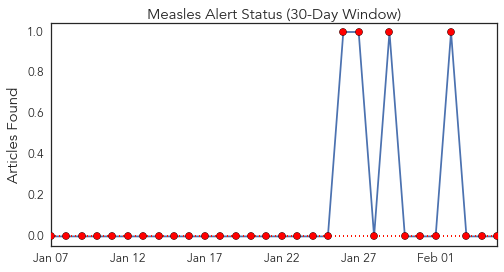 Measles Alert Status (30-Day Window)
Articles Found
1.0
0.8
0.6
0.4
0.2
0.0
Jan 07 Jan 12 Jan 17 Jan 22 Jan 27 Feb 01